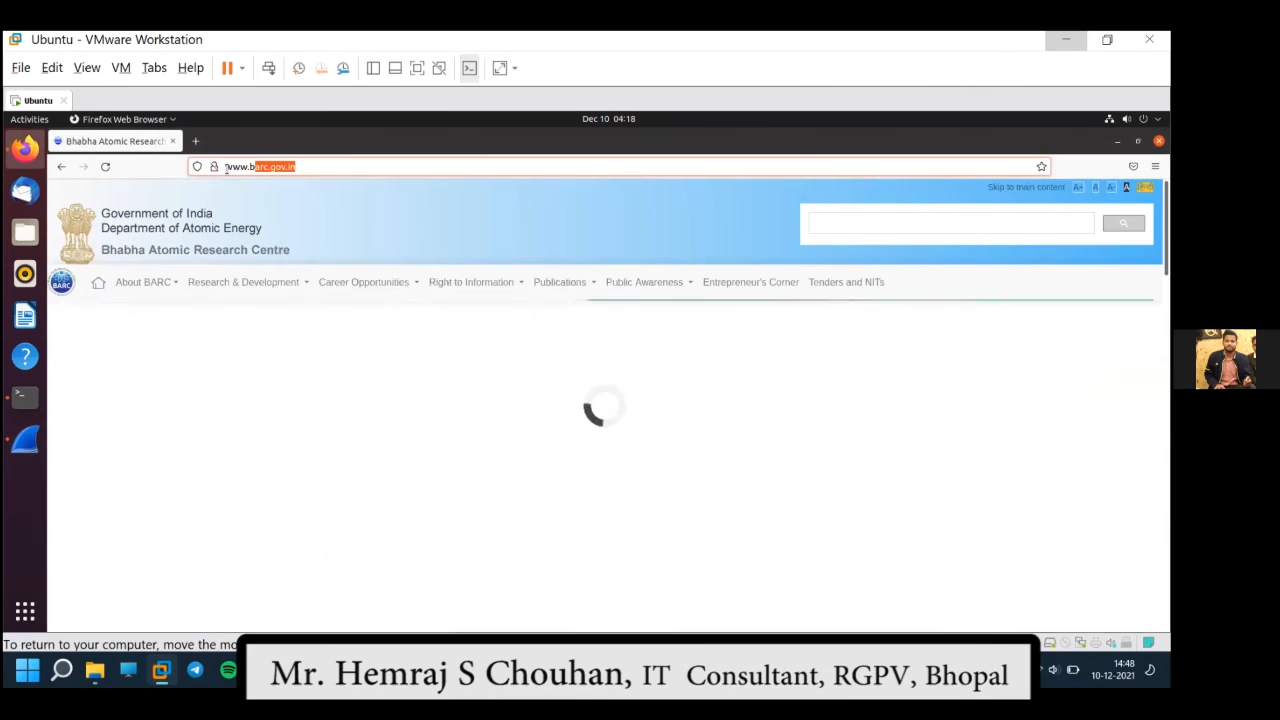 Ubuntu - VMware Workstation
File Edit View VM Tabs Help
Ubuntu
Activities Firefox Web Browser Dec 10 04:18
Bhabha Atomic Research
www.barc.gov.in
Skip to main content A+ A A- A
Government of India
Department of Atomic Energy
Bhabha Atomic Research Centre
BARC About BARC Research & Development Career Opportunities Right to Information Publications Public Awareness Entrepreneur's Corner Tenders and NITs
To return to your computer, move the mo
14:48
10-12-2021
Mr. Hemraj S Chouhan, IT Consultant, RGPV, Bhopal